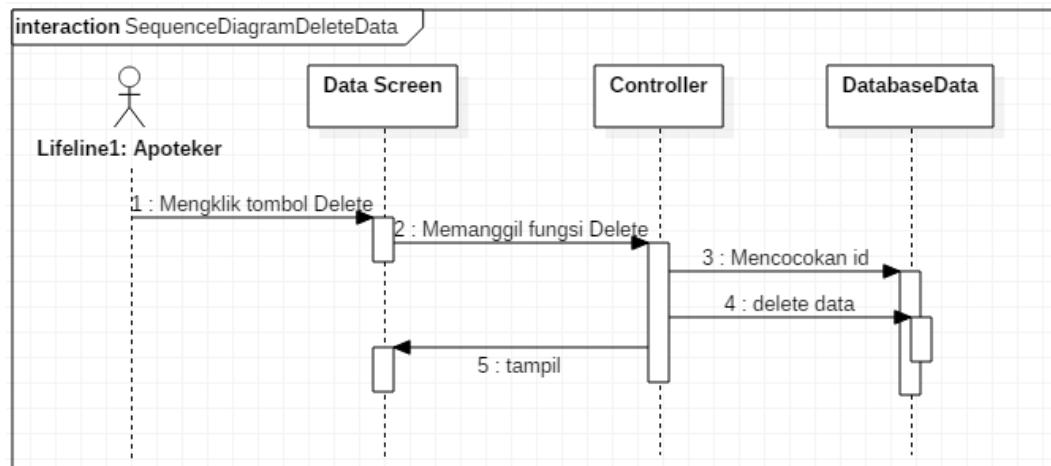 interaction SequenceDiagramDeleteData
Data Screen
Controller
DatabaseData
Lifeline1: Apoteker
1 : Mengklik tombol Delete
2 : Memanggil fungsi Delete
3 : Mencocokan id
4 : delete data
5 : tampil